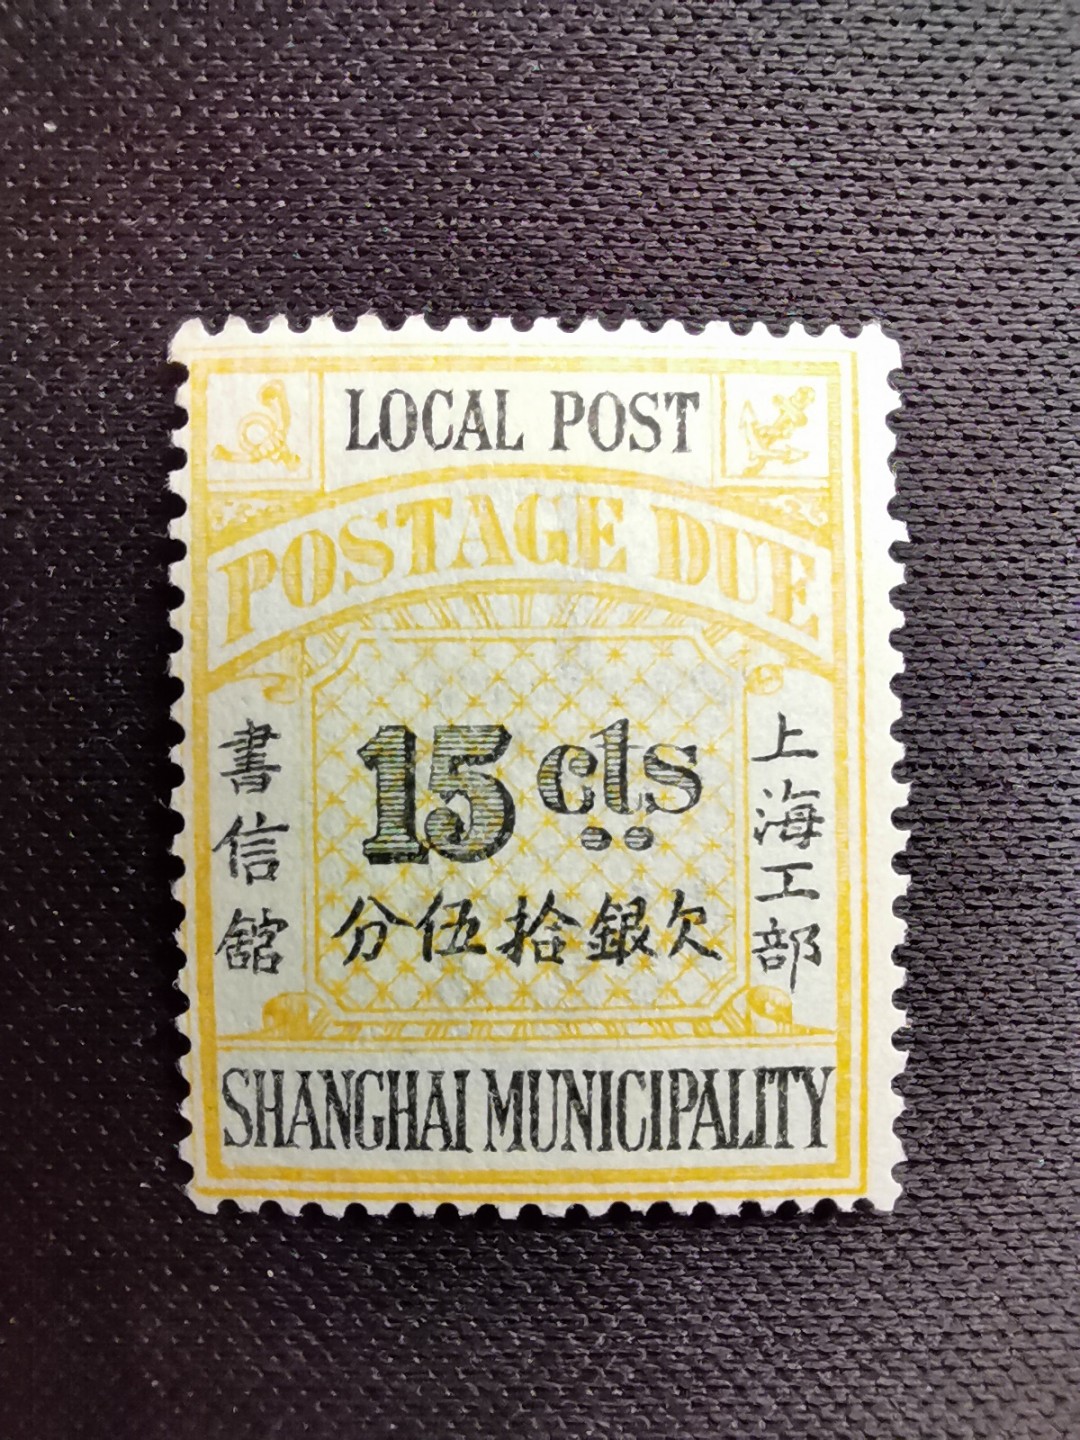 LOCAL POST
POSTAGE DUE
上海工部
書信館
15 cts
分伍拾銀欠
SHANGHAI MUNICIPALITY